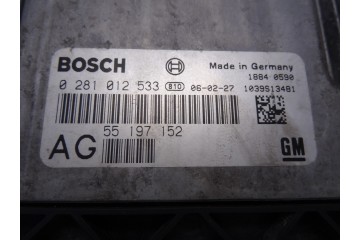 BOSCH Made in Germany
1884 0590
0 281 012 533 810 06-02-27 1039S13481
55 197 152
AG GM